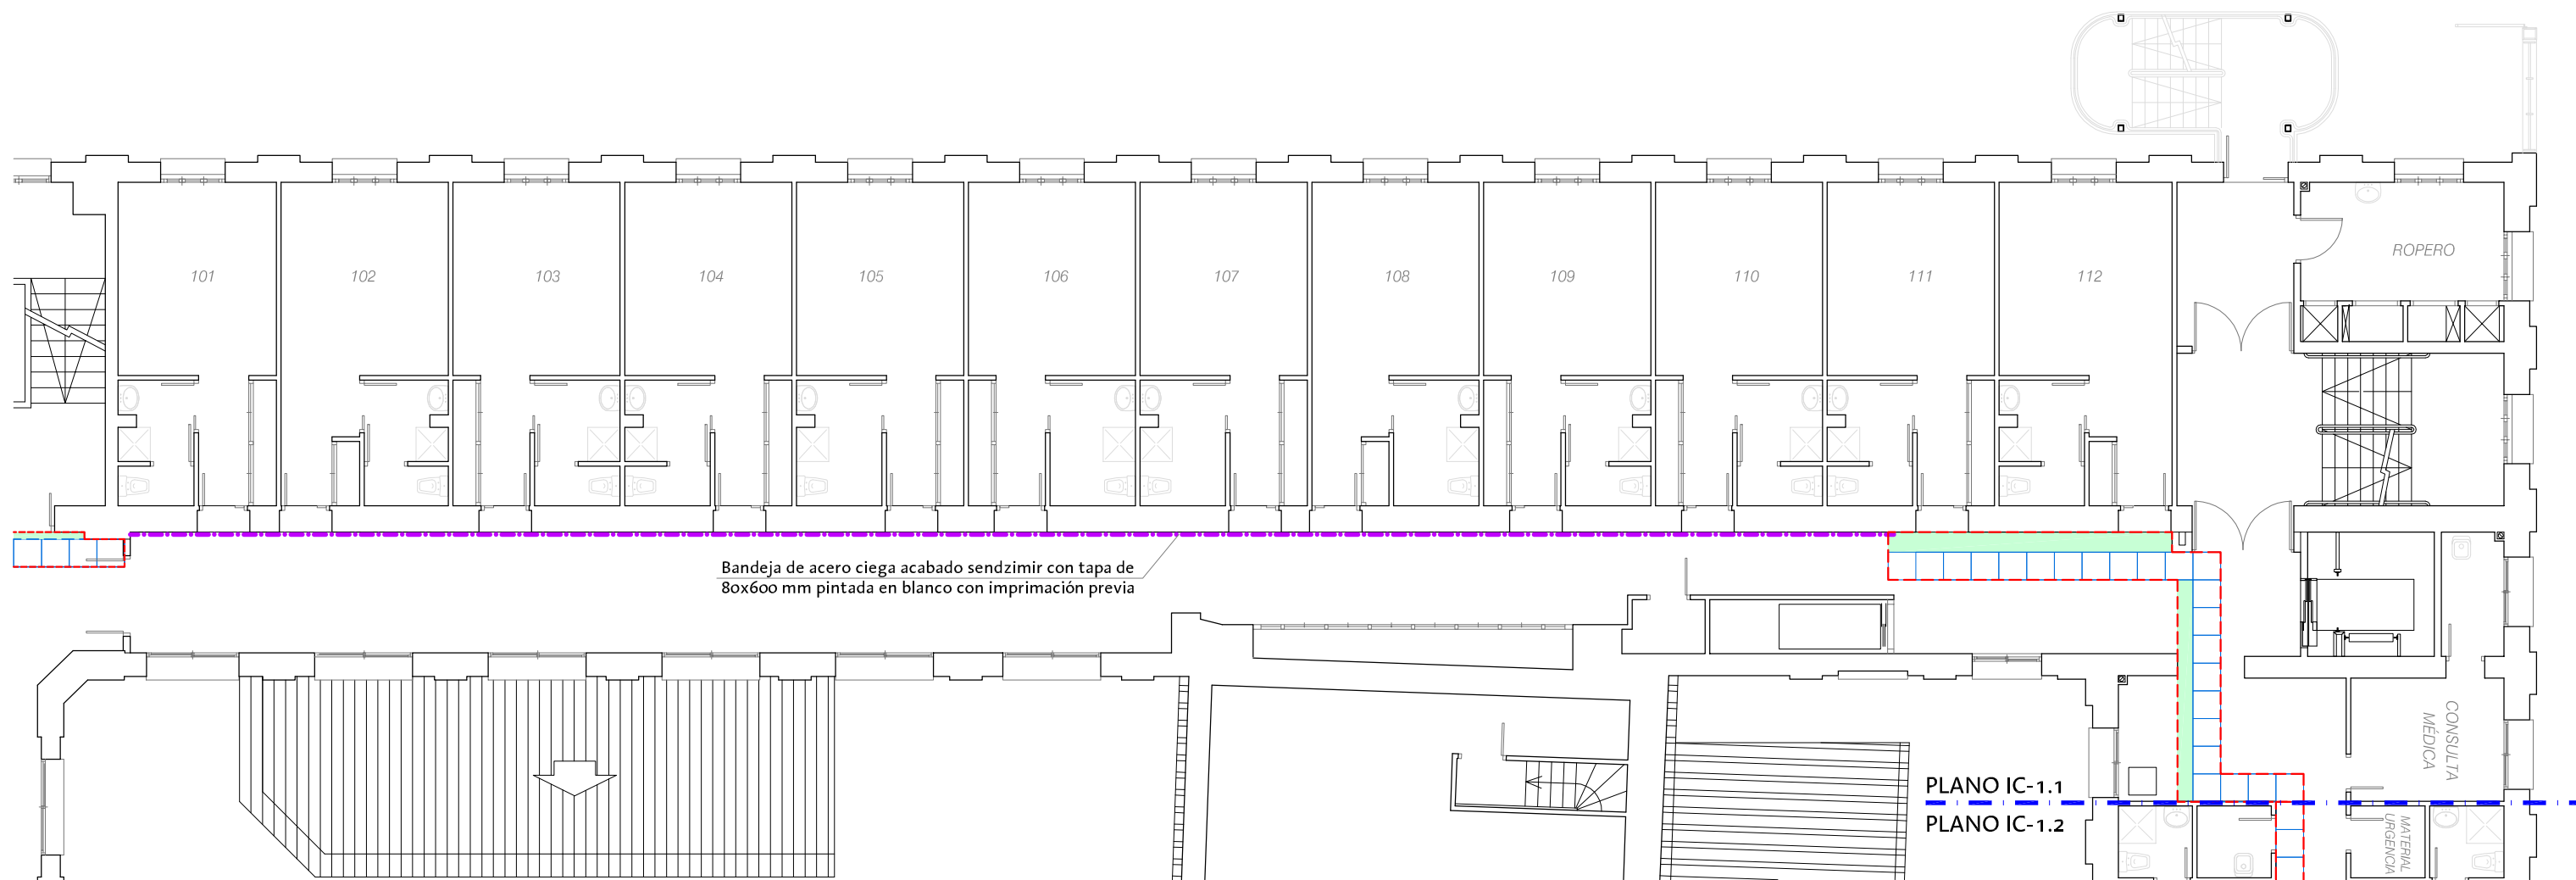 101
102
103
104
105
106
107
108
109
110
111
112
ROPERO
Bandeja de acero ciega acabado sendzimir con tapa de
80x600 mm pintada en blanco con imprimación previa
CONSULTA
MÉDICA
PLANO IC-1.1
PLANO IC-1.2
MATERIAL
URGENCIA